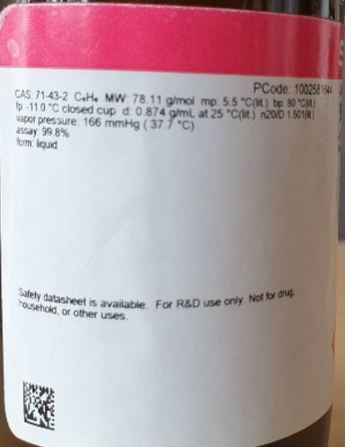 PCode: 1002581644
CAS: 71-43-2 C₆H₆ MW: 78.11 g/mol mp: 5.5 °C(lit.) bp: 80 °C(lit.)
fp: -11.0 °C closed cup d: 0.874 g/mL at 25 °C(lit.) n20/D 1.501(lit.)
vapor pressure: 166 mmHg ( 37.7 °C)
assay: 99.8%
form: liquid
Safety datasheet is available. For R&D use only. Not for drug,
household, or other uses.